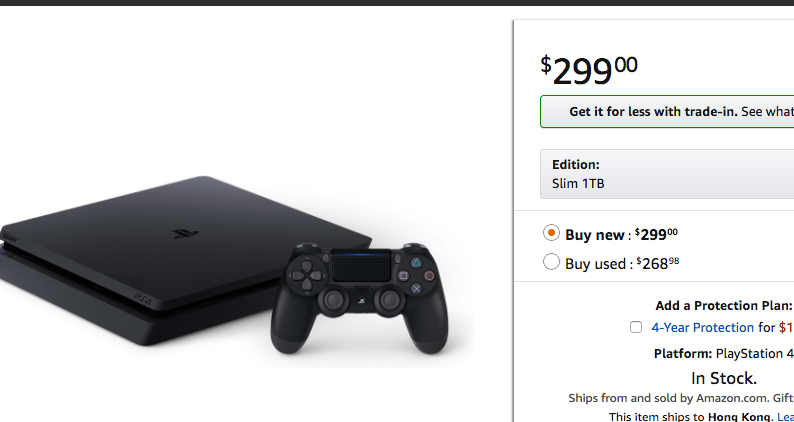 $299.00
Get it for less with trade-in. See what
Edition:
Slim 1TB
Buy new : $299.00
Buy used : $268.98
Add a Protection Plan:
4-Year Protection for $1
Platform: PlayStation 4
In Stock.
Ships from and sold by Amazon.com. Gift
This item ships to Hong Kong. Lea
PS4